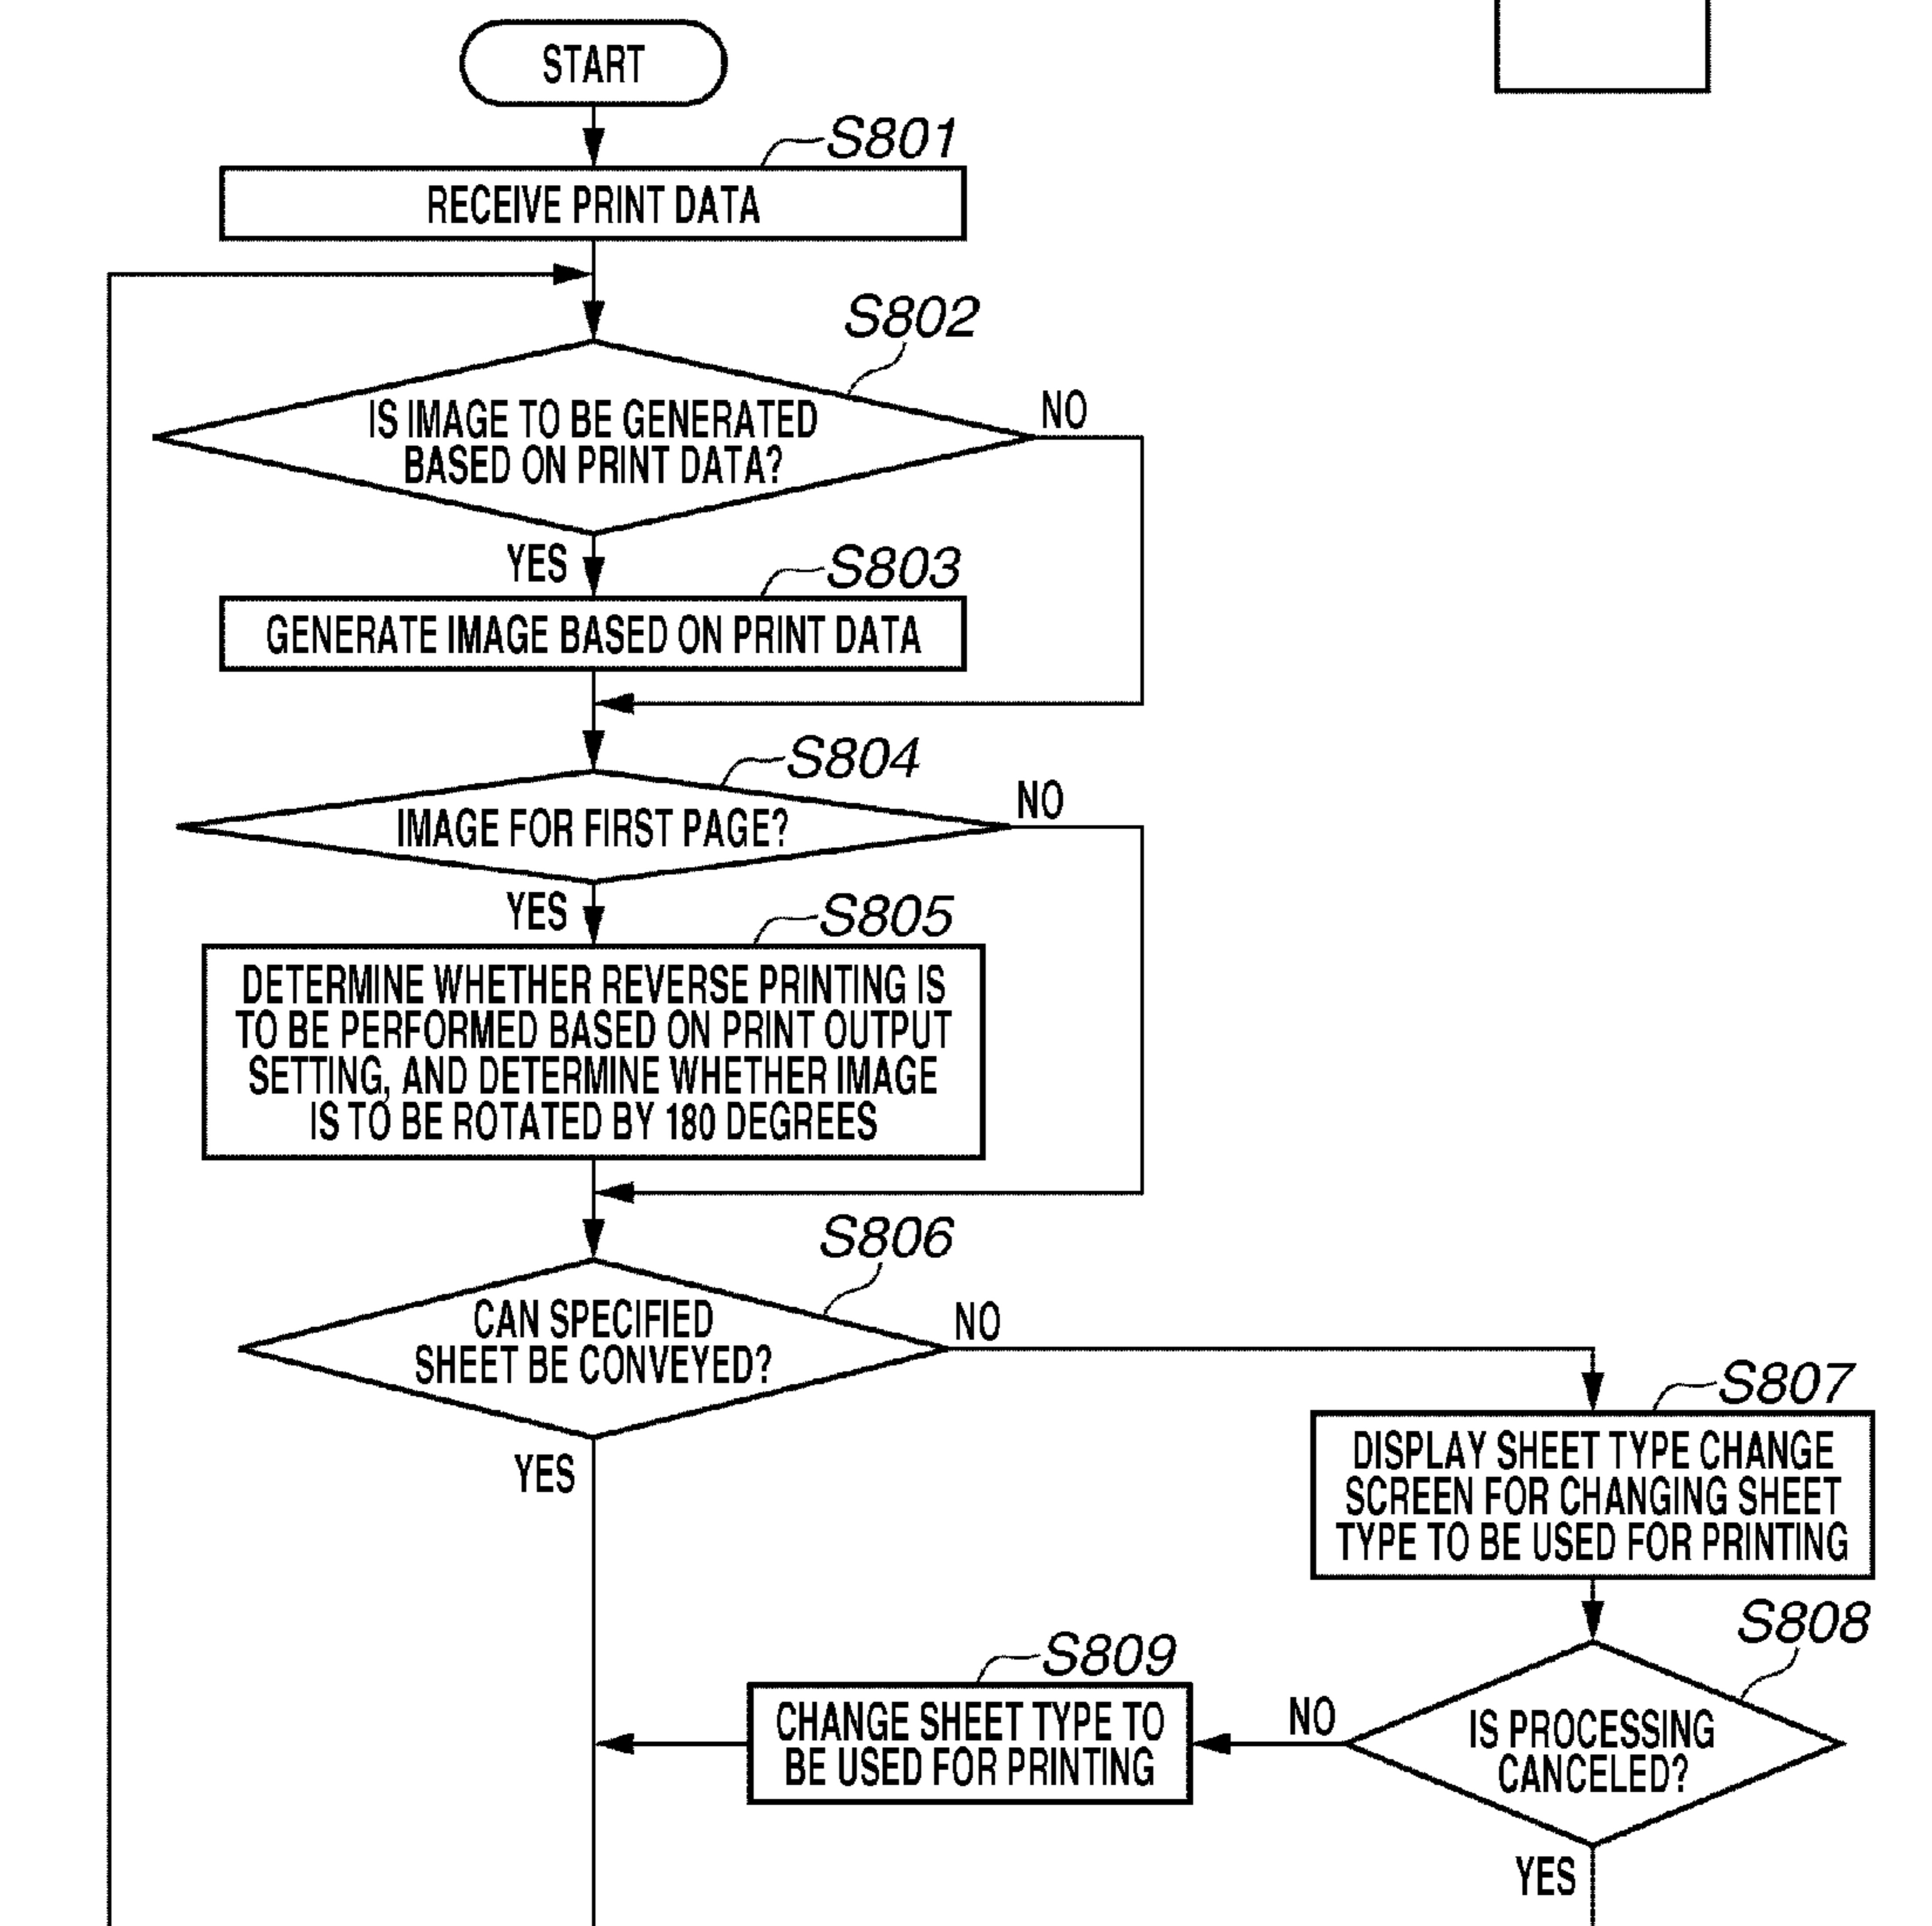 START
S801
RECEIVE PRINT DATA
S802
IS IMAGE TO BE GENERATED
BASED ON PRINT DATA?
NO
YES
S803
GENERATE IMAGE BASED ON PRINT DATA
S804
IMAGE FOR FIRST PAGE?
NO
YES
S805
DETERMINE WHETHER REVERSE PRINTING IS
TO BE PERFORMED BASED ON PRINT OUTPUT
SETTING, AND DETERMINE WHETHER IMAGE
IS TO BE ROTATED BY 180 DEGREES
S806
CAN SPECIFIED
SHEET BE CONVEYED?
NO
YES
S807
DISPLAY SHEET TYPE CHANGE
SCREEN FOR CHANGING SHEET
TYPE TO BE USED FOR PRINTING
S808
IS PROCESSING
CANCELED?
NO
S809
CHANGE SHEET TYPE TO
BE USED FOR PRINTING
YES